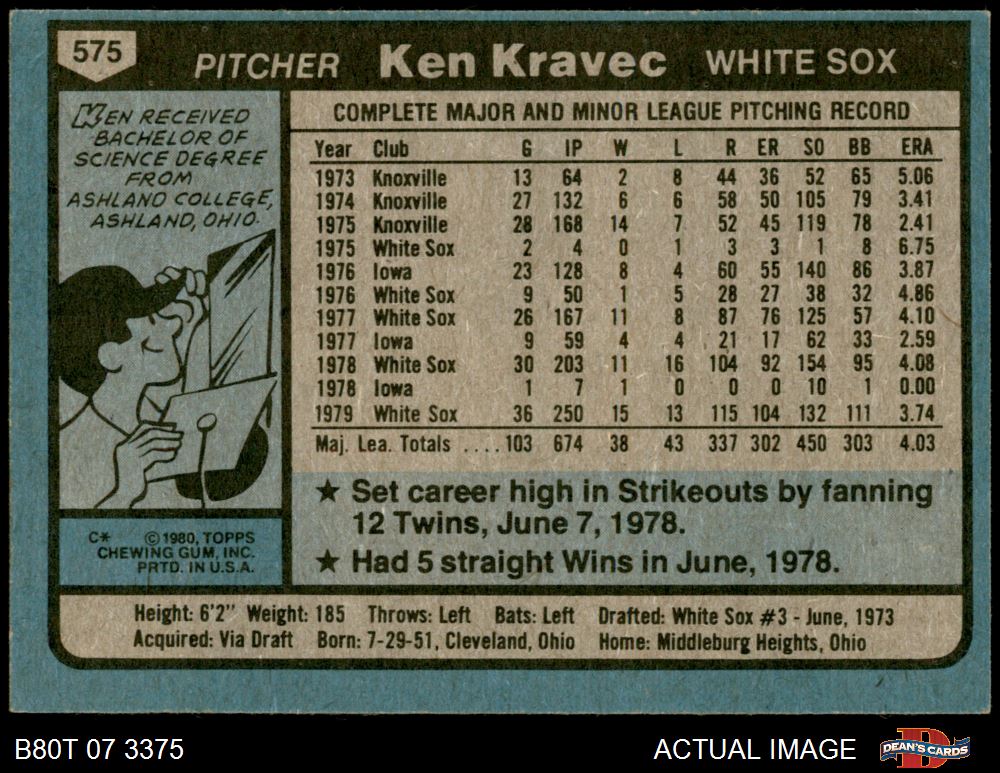 575 PITCHER Ken Kravec WHITE SOX
KEN RECEIVED
BACHELOR OF
SCIENCE DEGREE
FROM
ASHLAND COLLEGE,
ASHLAND, OHIO.
C* © 1980, TOPPS
CHEWING GUM, INC.
PRTD. IN U.S.A.
COMPLETE MAJOR AND MINOR LEAGUE PITCHING RECORD
Year Club G IP W L R ER SO BB ERA
1973 Knoxville 13 64 2 8 44 36 52 65 5.06
1974 Knoxville 27 132 6 6 58 50 105 79 3.41
1975 Knoxville 28 168 14 7 52 45 119 78 2.41
1975 White Sox 2 4 0 1 3 3 1 8 6.75
1976 Iowa 23 128 8 4 60 55 140 86 3.87
1976 White Sox 9 50 1 5 28 27 38 32 4.86
1977 White Sox 26 167 11 8 87 76 125 57 4.10
1977 Iowa 9 59 4 4 21 17 62 33 2.59
1978 White Sox 30 203 11 16 104 92 154 95 4.08
1978 Iowa 1 7 1 0 0 0 10 1 0.00
1979 White Sox 36 250 15 13 115 104 132 111 3.74
Maj. Lea. Totals ....103 674 38 43 337 302 450 303 4.03
★ Set career high in Strikeouts by fanning
12 Twins, June 7, 1978.
★ Had 5 straight Wins in June, 1978.
Height: 6'2" Weight: 185 Throws: Left Bats: Left Drafted: White Sox #3 - June, 1973
Acquired: Via Draft Born: 7-29-51, Cleveland, Ohio Home: Middleburg Heights, Ohio
B80T 07 3375 ACTUAL IMAGE DEAN'S CARDS